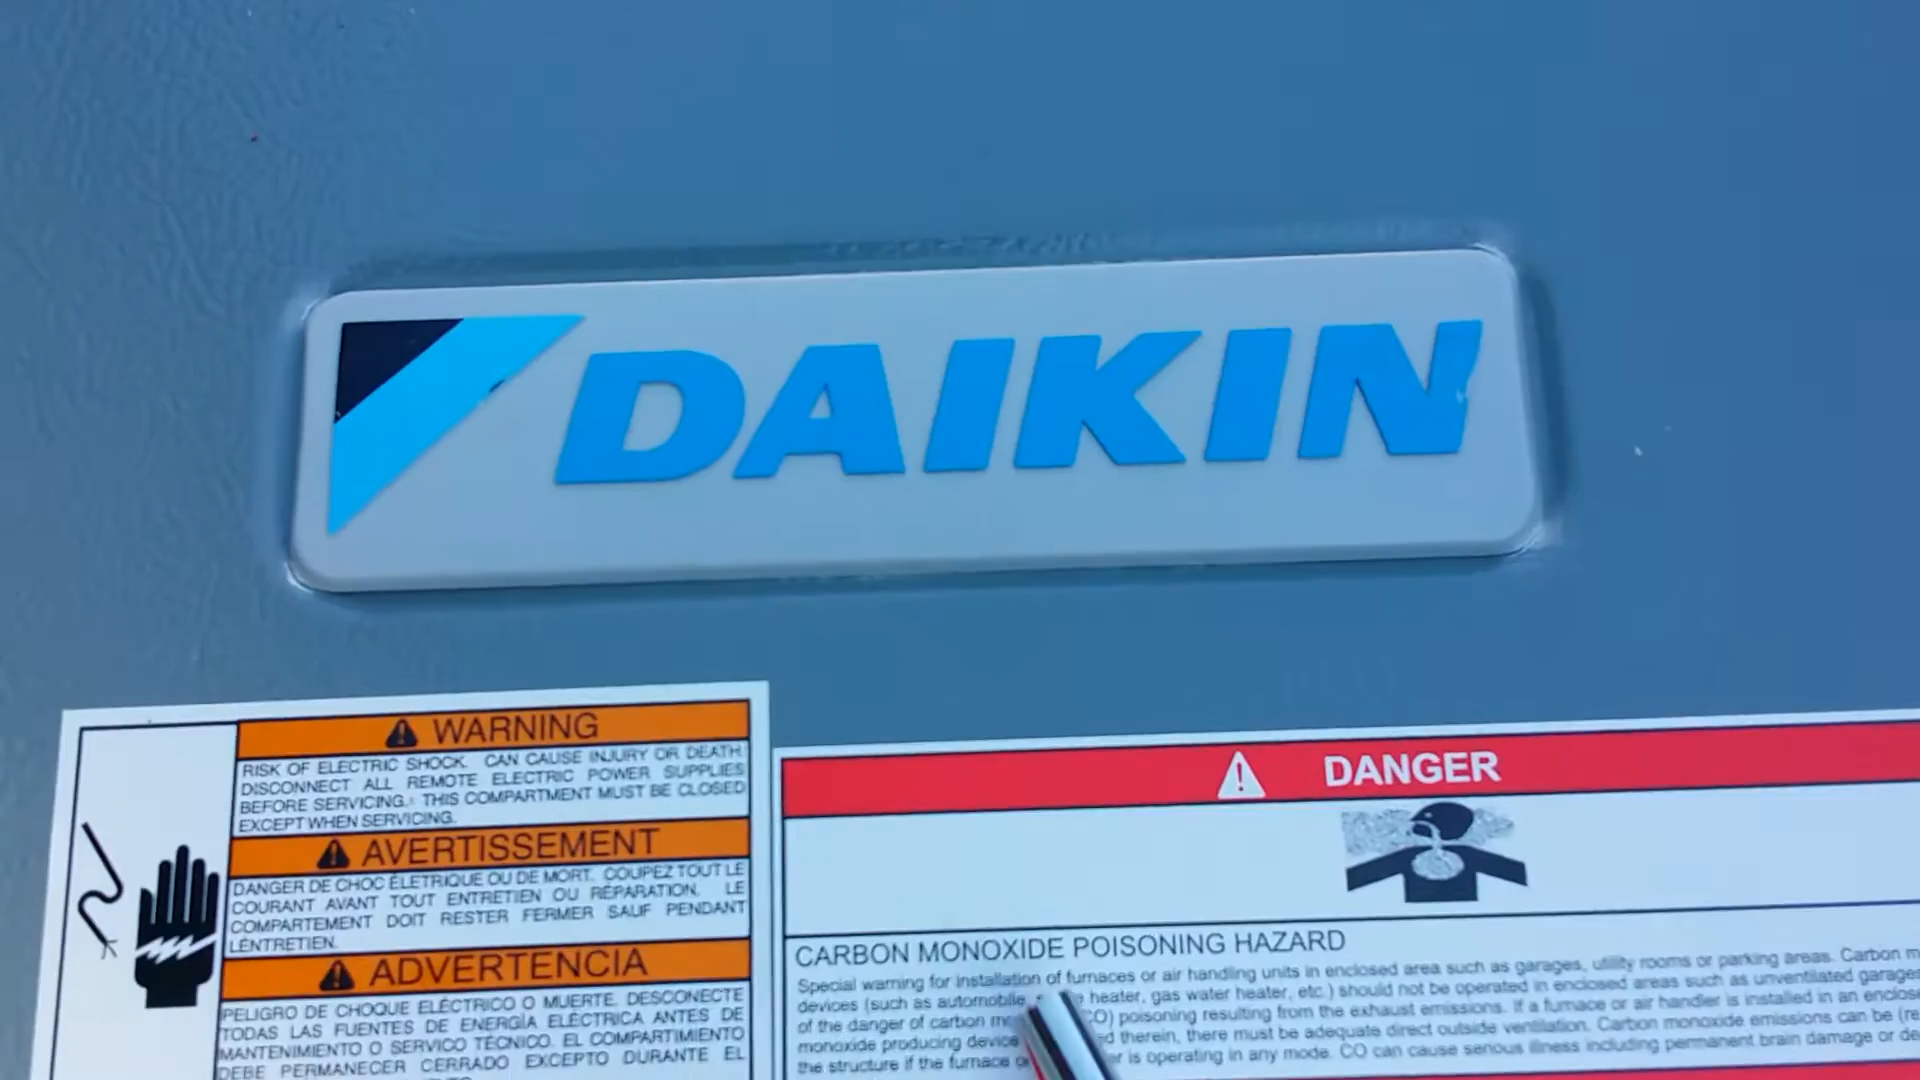 DAIKIN
WARNING
RISK OF ELECTRIC SHOCK. CAN CAUSE INJURY OR DEATH:
DISCONNECT ALL REMOTE ELECTRIC POWER SUPPLIES
BEFORE SERVICING. THIS COMPARTMENT MUST BE CLOSED
EXCEPT WHEN SERVICING.
AVERTISSEMENT
DANGER DE CHOC ÉLETRIQUE OU DE MORT. COUPEZ TOUT LE
COURANT AVANT TOUT ENTRETIEN OU RÉPARATION. LE
COMPARTEMENT DOIT RESTER FERMER SAUF PENDANT
LÉNTRETIEN.
ADVERTENCIA
PELIGRO DE CHOQUE ELÉCTRICO O MUERTE. DESCONECTE
TODAS LAS FUENTES DE ENERGÍA ELÉCTRICA ANTES DE
MANTENIMIENTO O SERVICO TÉCNICO. EL COMPARTIMIENTO
DEBE PERMANECER CERRADO EXCEPTO DURANTE EL
DANGER
CARBON MONOXIDE POISONING HAZARD
Special warning for installation of furnaces or air handling units in enclosed area such as garages, utility rooms or parking areas. Carbon
devices (such as automobile, heater, gas water heater, etc.) should not be operated in enclosed areas such as unventilated garages
of the danger of carbon CO) poisoning resulting from the exhaust emissions. If a furnace or air handler is installed in an
monoxide producing device therein, there must be adequate direct outside ventilation. Carbon monoxide emissions can be
the structure if the furnace is operating in any mode. CO can cause serious illness including permanent brain damage or